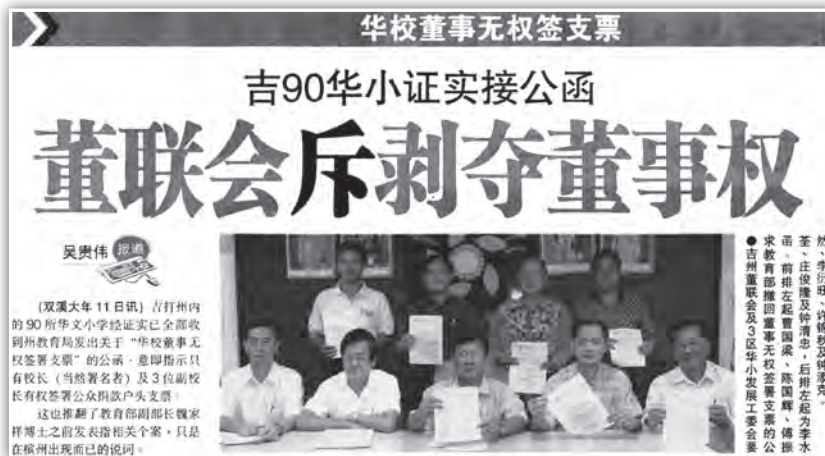 华校董事无权签支票
吉90华小证实接公函
董联会斥剥夺董事权
吴贵伟 报道
(双溪大年11日讯) 吉打州内
的90所华文小学经证实已全部收
到州教育局发出关于“华校董事无
权签署支票”的公函,意即指示只
有校长(当然署名者)及3位副校
长有权签署公众捐款户头支票。
这也推翻了教育部副部长魏家
祥博士之前发表指相关个案,只是
在槟州出现而已的说词。
●吉州董联会及3区华小发展工委会要
求教育部撤回董事无权签署支票的公
函。前排左起曹国梁、陈国辉、傅振
荃、庄俊隆及钟清忠,后排左起为李水
然、李衍旺、许锦秋及钟添克。